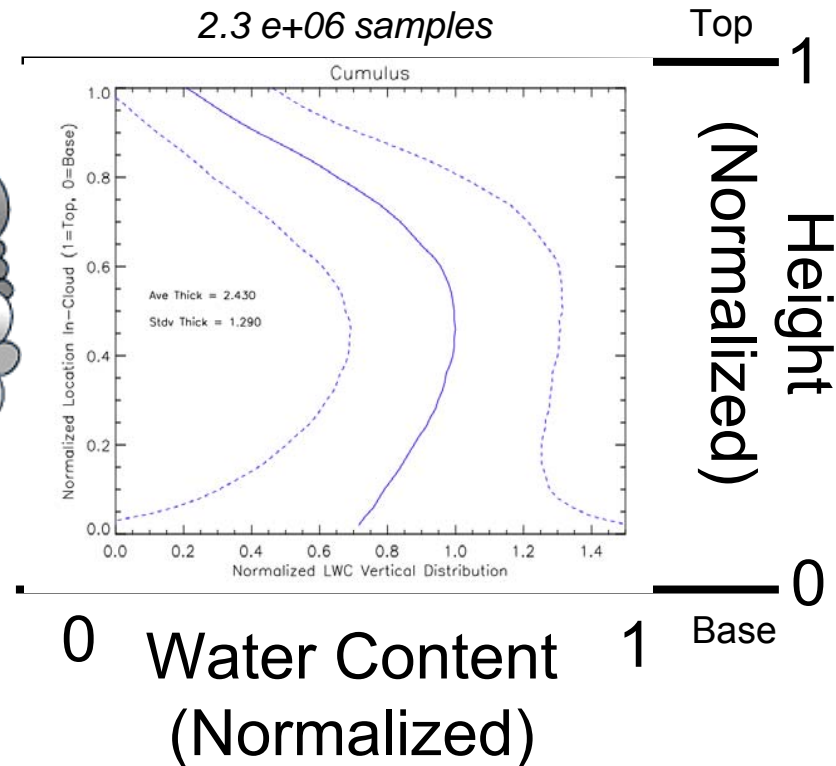 2.3 e+06 samples
Top
1
Cumulus
Normalized Location In-Cloud (1=Top, 0=Base)
1.0
0.8
0.6
0.4
0.2
0.0
Ave Thick = 2.430
Stdv Thick = 1.290
0.0 0.2 0.4 0.6 0.8 1.0 1.2 1.4
Normalized LWC Vertical Distribution
Height
(Normalized)
0
Base
0 1
Water Content
(Normalized)